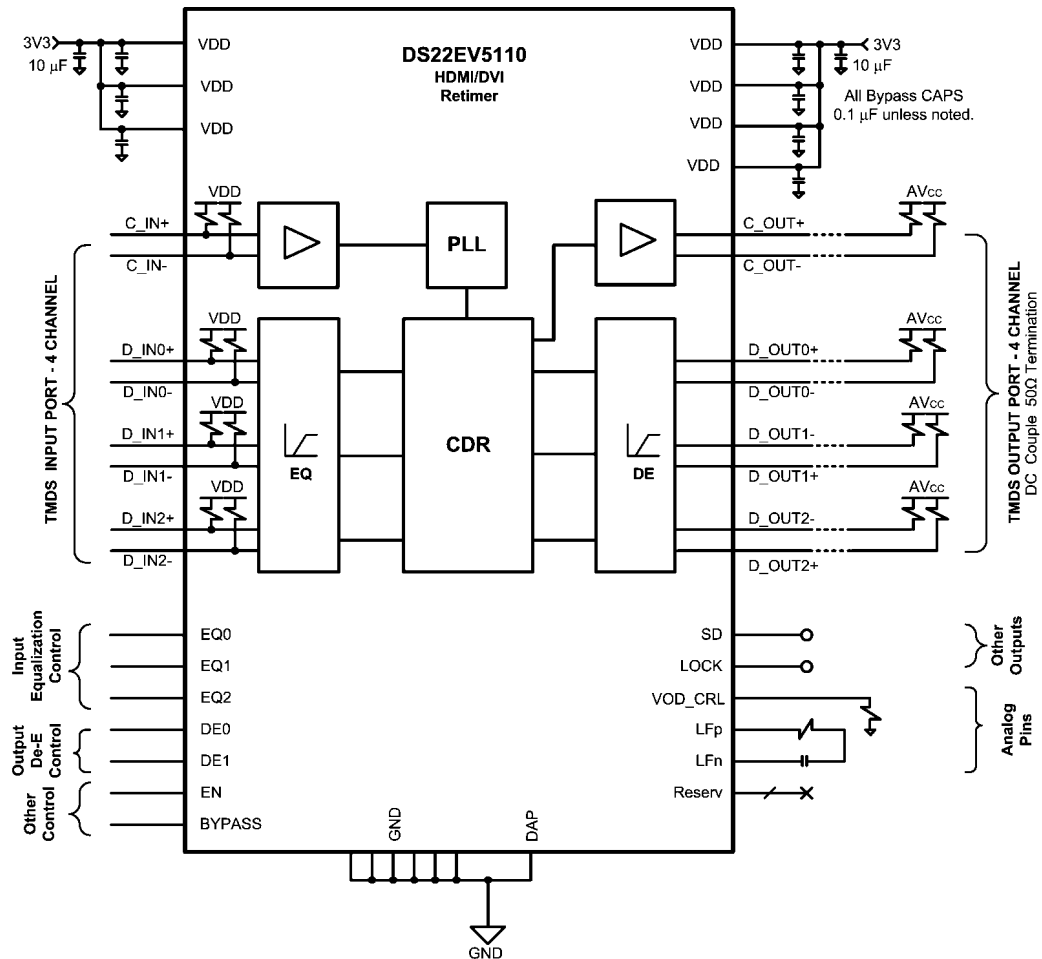 DS22EV5110
HDMI/DVI
Retimer
3V3
10 µF
VDD
VDD
VDD
VDD
VDD
VDD
VDD
3V3
10 µF
All Bypass CAPS
0.1 µF unless noted.
TMDS INPUT PORT - 4 CHANNEL
C_IN+
C_IN-
VDD
D_IN0+
D_IN0-
VDD
D_IN1+
D_IN1-
VDD
D_IN2+
D_IN2-
VDD
PLL
EQ
CDR
DE
C_OUT+
C_OUT-
AVcc
D_OUT0+
D_OUT0-
AVcc
D_OUT1-
D_OUT1+
AVcc
D_OUT2-
D_OUT2+
AVcc
TMDS OUTPUT PORT - 4 CHANNEL
DC Couple 50Ω Termination
Input
Equalization
Control
EQ0
EQ1
EQ2
Output
De-E
Control
DE0
DE1
Other
Control
EN
BYPASS
SD
LOCK
Other
Outputs
VOD_CRL
LFp
LFn
Reserv
Analog
Pins
GND
DAP
GND